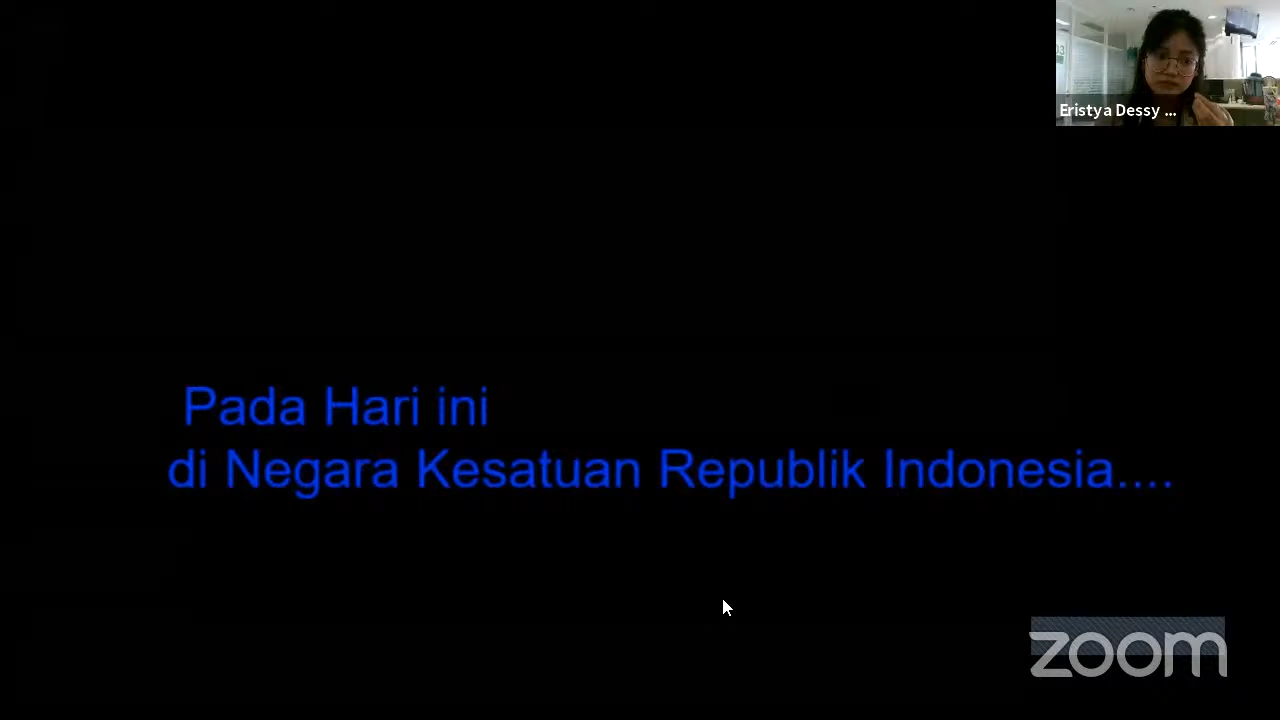 Eristya Dessy ...
Pada Hari ini
di Negara Kesatuan Republik Indonesia....
zoom